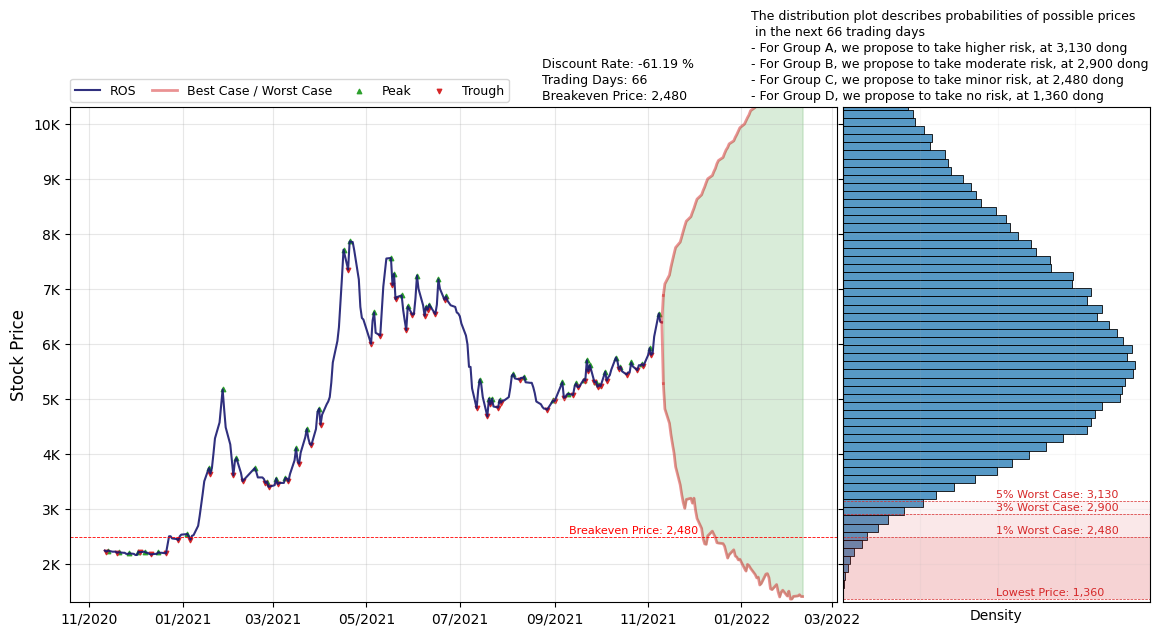 The distribution plot describes probabilities of possible prices
in the next 66 trading days
- For Group A, we propose to take higher risk, at 3,130 dong
- For Group B, we propose to take moderate risk, at 2,900 dong
- For Group C, we propose to take minor risk, at 2,480 dong
- For Group D, we propose to take no risk, at 1,360 dong
Discount Rate: -61.19 %
Trading Days: 66
Breakeven Price: 2,480
ROS Best Case / Worst Case Peak Trough
Stock Price
10K
9K
8K
7K
6K
5K
4K
3K
2K
Breakeven Price: 2,480
5% Worst Case: 3,130
3% Worst Case: 2,900
1% Worst Case: 2,480
Lowest Price: 1,360
11/2020 01/2021 03/2021 05/2021 07/2021 09/2021 11/2021 01/2022 03/2022
Density